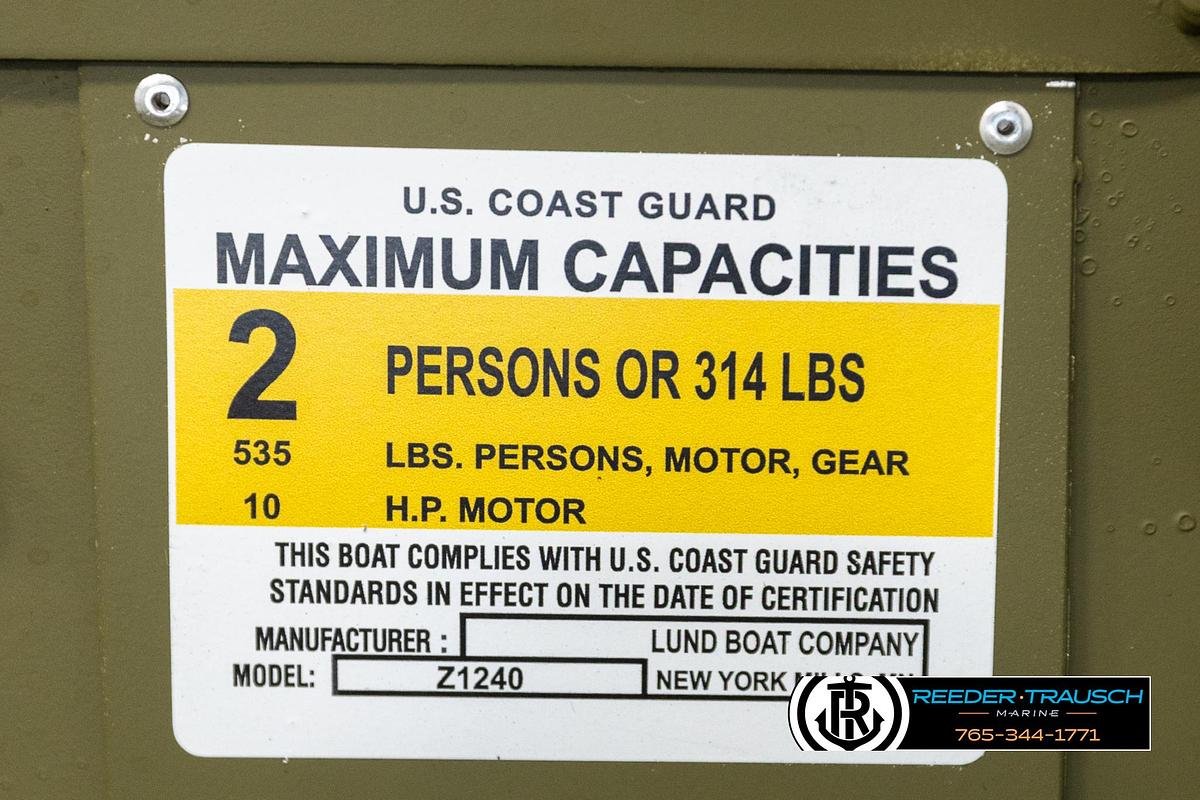 U.S. COAST GUARD
MAXIMUM CAPACITIES
2 PERSONS OR 314 LBS
535 LBS. PERSONS, MOTOR, GEAR
10 H.P. MOTOR
THIS BOAT COMPLIES WITH U.S. COAST GUARD SAFETY
STANDARDS IN EFFECT ON THE DATE OF CERTIFICATION
MANUFACTURER : LUND BOAT COMPANY
MODEL: Z1240 NEW YORK
REEDER·TRAUSCH
MARINE
765-344-1771